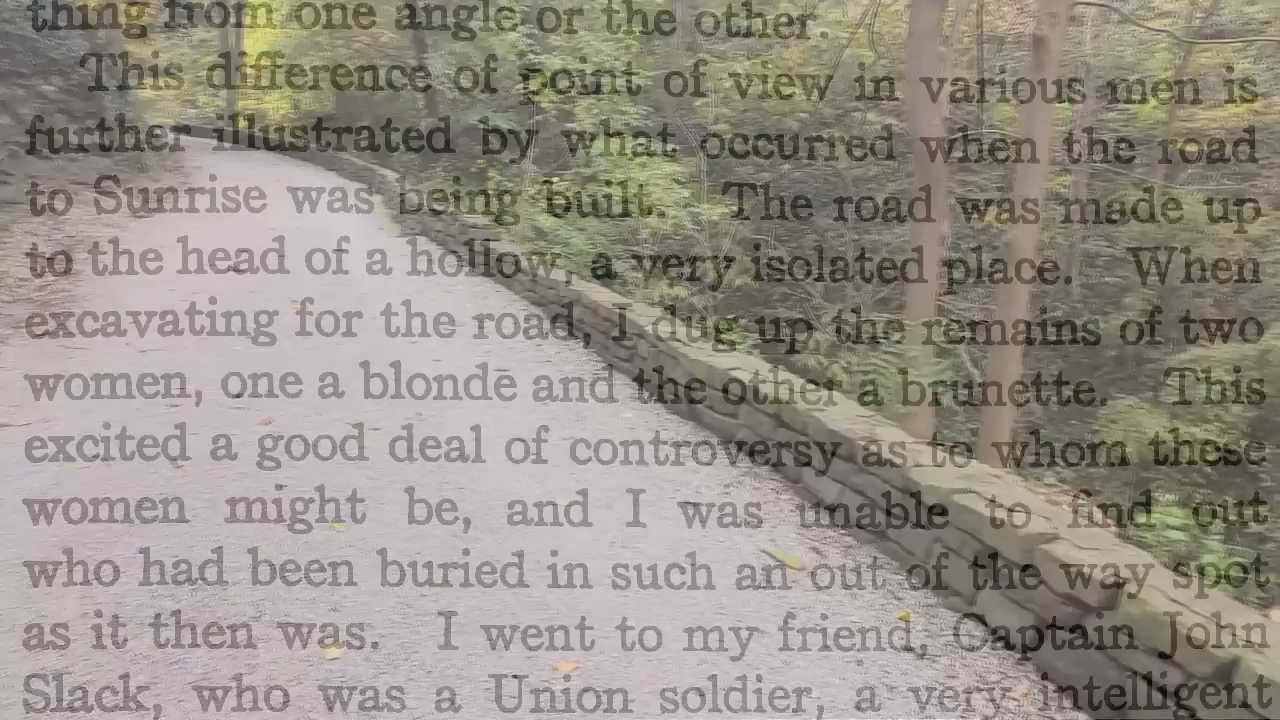 thing from one angle or the other.
This difference of point of view in various men is
further illustrated by what occurred when the road
to Sunrise was being built. The road was made up
to the head of a hollow, a very isolated place. When
excavating for the road, I dug up the remains of two
women, one a blonde and the other a brunette. This
excited a good deal of controversy as to whom these
women might be, and I was unable to find out
who had been buried in such an out of the way spot
as it then was. I went to my friend, Captain John
Slack, who was a Union soldier, a very intelligent